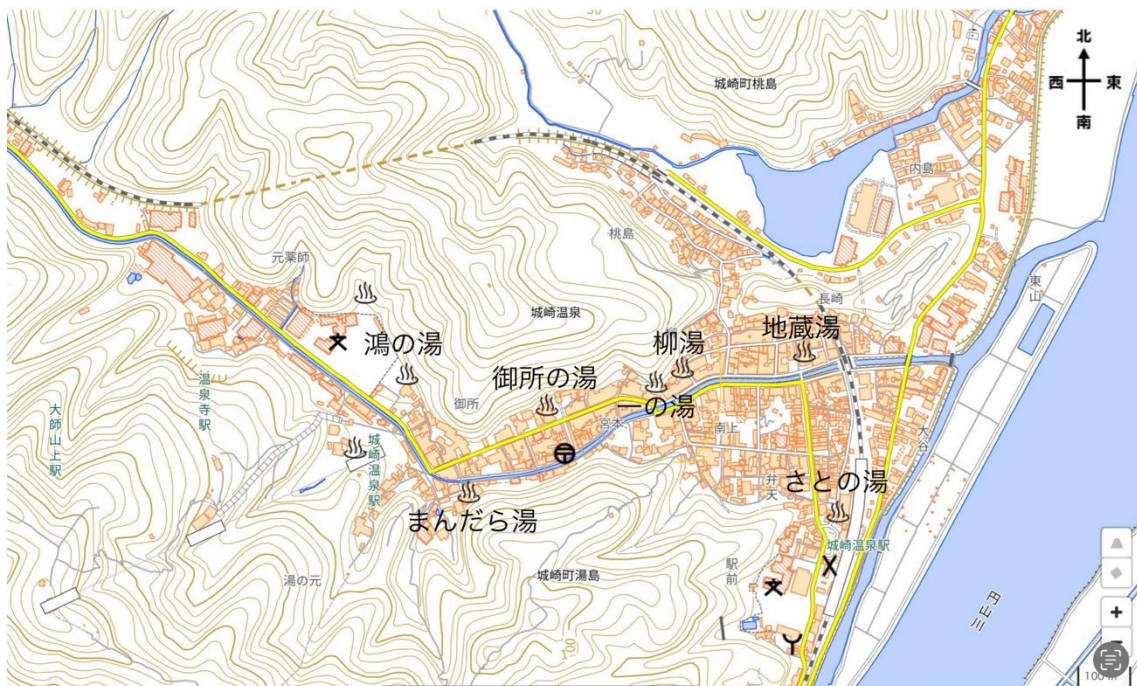 北
西 東
南
城崎町桃島
内島
桃島
元薬師
長崎
東山
城崎温泉
地蔵湯
柳湯
鴻の湯
御所の湯
御所
一の湯
宮本
南上
大谷
温泉寺駅
大師山上駅
城崎温泉駅
弁天
さとの湯
まんだら湯
城崎温泉駅
駅前
城崎町湯島
湯の元
円山川
100
100 m